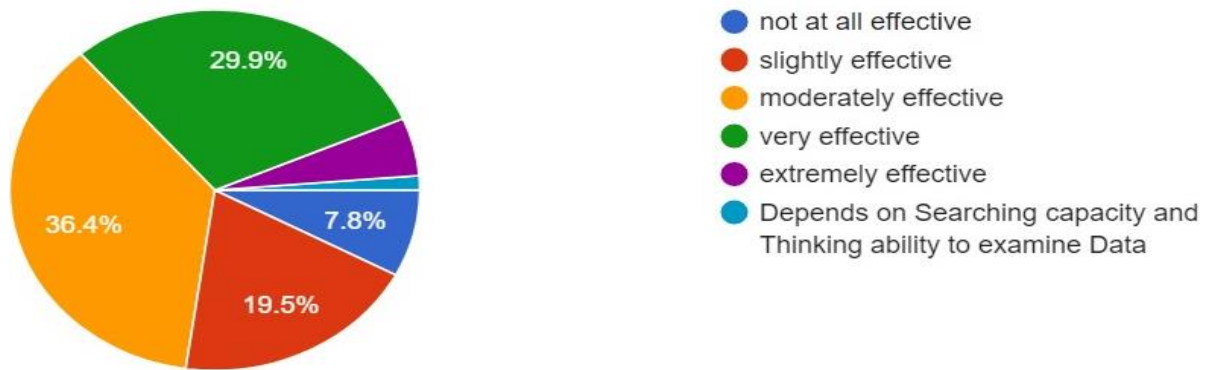 29.9%
36.4%
7.8%
19.5%
not at all effective
slightly effective
moderately effective
very effective
extremely effective
Depends on Searching capacity and
Thinking ability to examine Data